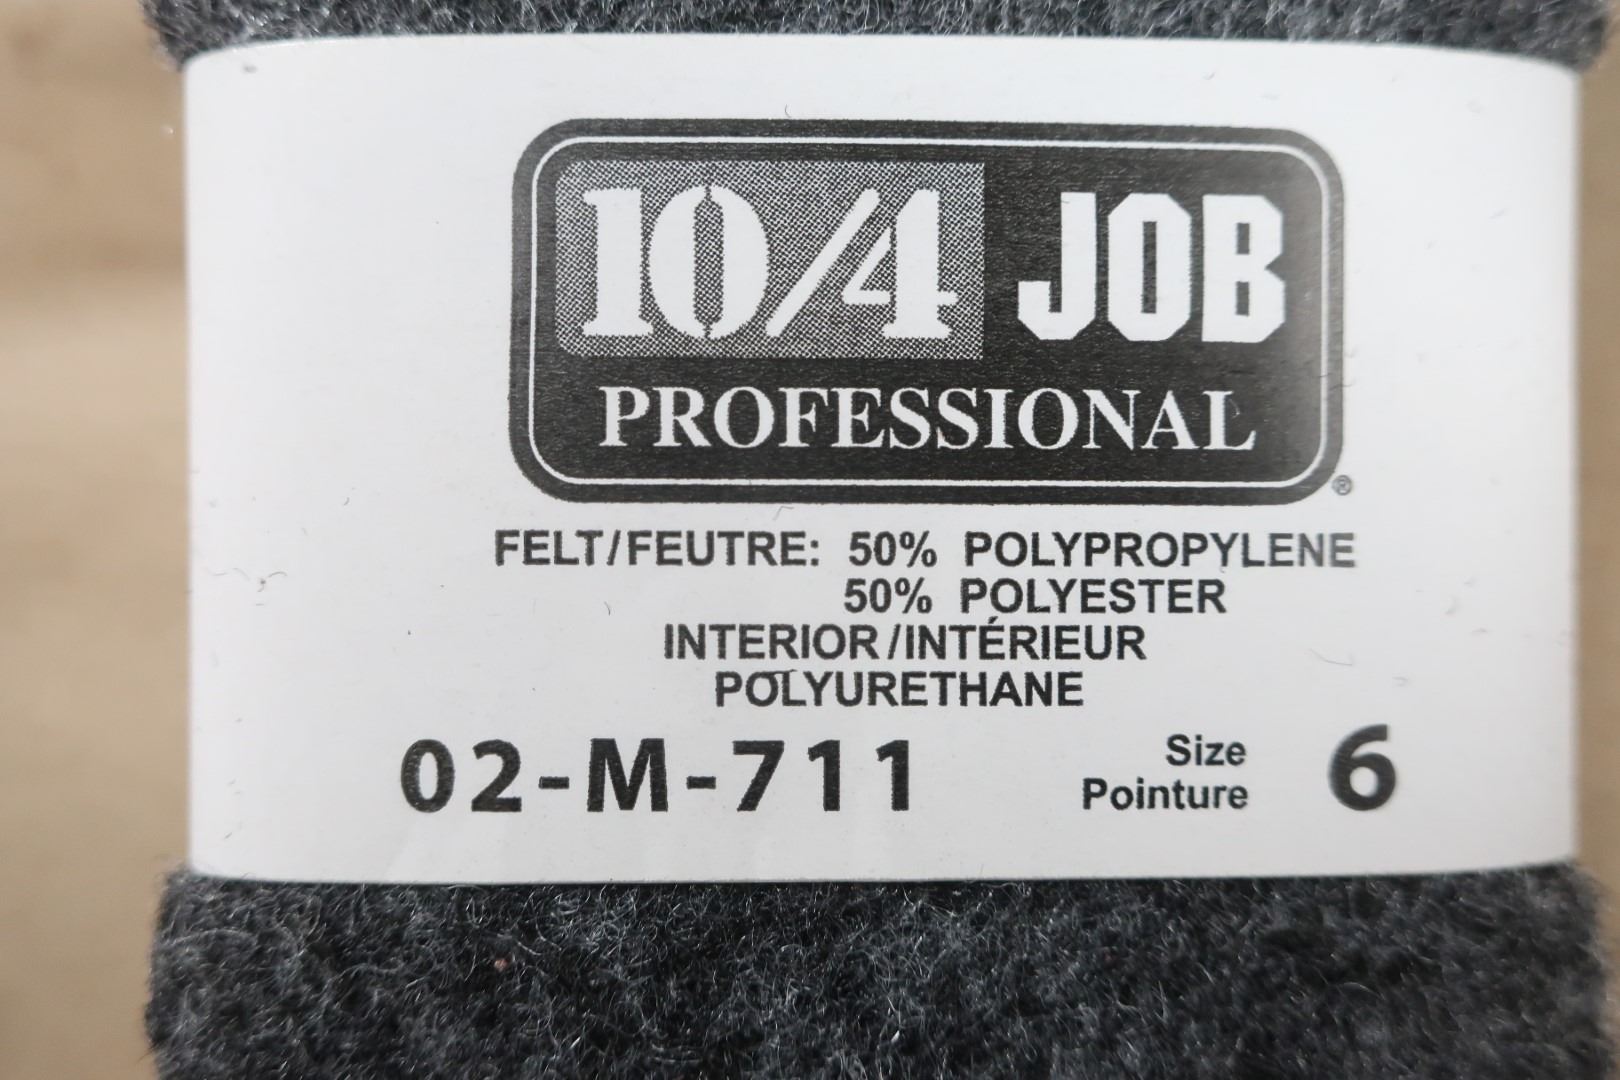 10/4 JOB
PROFESSIONAL
®
FELT/FEUTRE: 50% POLYPROPYLENE
50% POLYESTER
INTERIOR/INTÉRIEUR
POLYURETHANE
02-M-711 Size Pointure 6